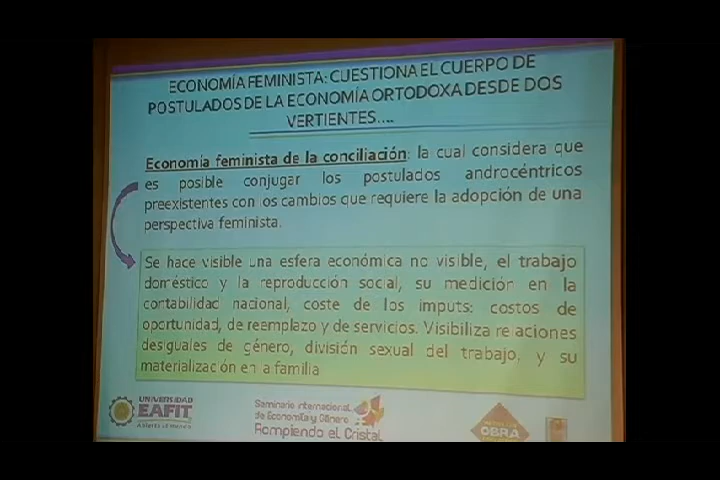 ECONOMÍA FEMINISTA: CUESTIONA EL CUERPO DE
POSTULADOS DE LA ECONOMÍA ORTODOXA DESDE DOS
VERTIENTES....
Economía feminista de la conciliación: la cual considera que
es posible conjugar los postulados androcéntricos
preexistentes con los cambios que requiere la adopción de una
perspectiva feminista.
Se hace visible una esfera económica no visible, el trabajo
doméstico y la reproducción social, su medición en la
contabilidad nacional, coste de los imputs: costos de
oportunidad, de reemplazo y de servicios. Visibiliza relaciones
desiguales de género, división sexual del trabajo, y su
materialización en la familia
UNIVERSIDAD
EAFIT
Abierta al mundo
Seminario Internacional
de Economía y Género
Rompiendo el Cristal
OBRA